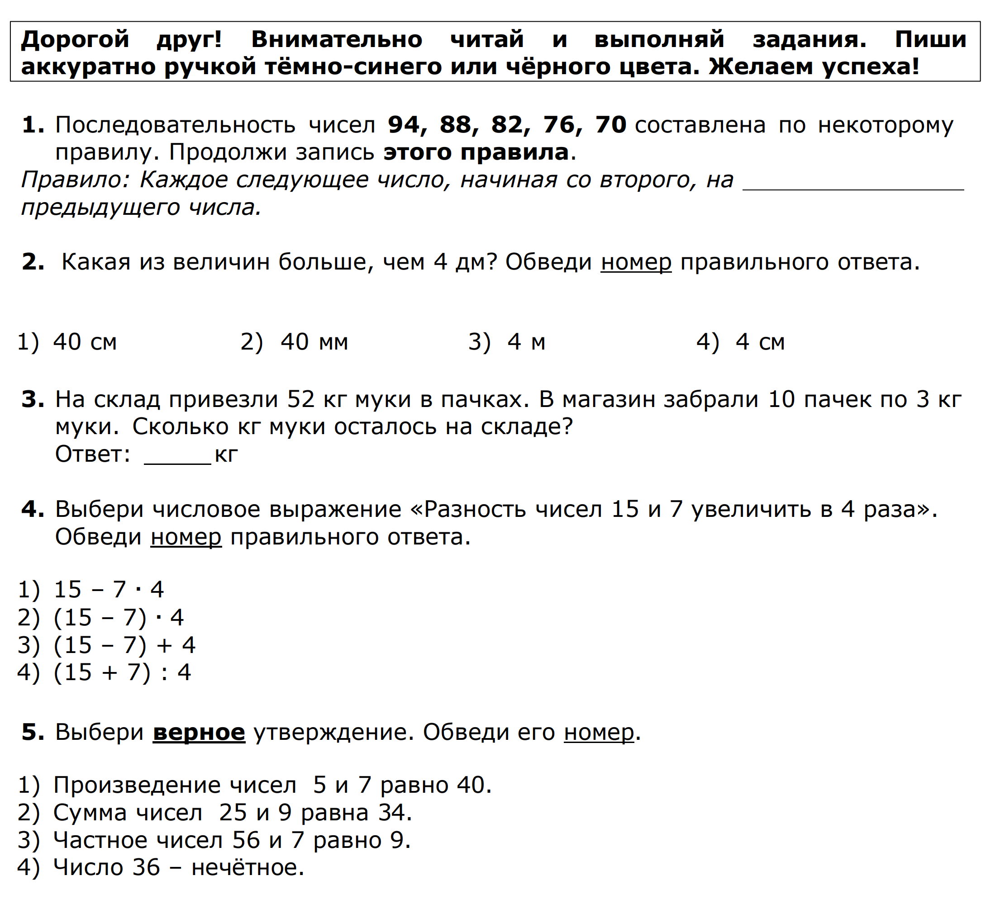 Дорогой друг! Внимательно читай и выполняй задания. Пиши
аккуратно ручкой тёмно-синего или чёрного цвета. Желаем успеха!
1. Последовательность чисел 94, 88, 82, 76, 70 составлена по некоторому
правилу. Продолжи запись этого правила.
Правило: Каждое следующее число, начиная со второго, на ____________________
предыдущего числа.
2. Какая из величин больше, чем 4 дм? Обведи номер правильного ответа.
1) 40 см 2) 40 мм 3) 4 м 4) 4 см
3. На склад привезли 52 кг муки в пачках. В магазин забрали 10 пачек по 3 кг
муки. Сколько кг муки осталось на складе?
Ответ: ______кг
4. Выбери числовое выражение «Разность чисел 15 и 7 увеличить в 4 раза».
Обведи номер правильного ответа.
1) 15 – 7 · 4
2) (15 – 7) · 4
3) (15 – 7) + 4
4) (15 + 7) : 4
5. Выбери верное утверждение. Обведи его номер.
1) Произведение чисел 5 и 7 равно 40.
2) Сумма чисел 25 и 9 равна 34.
3) Частное чисел 56 и 7 равно 9.
4) Число 36 – нечётное.